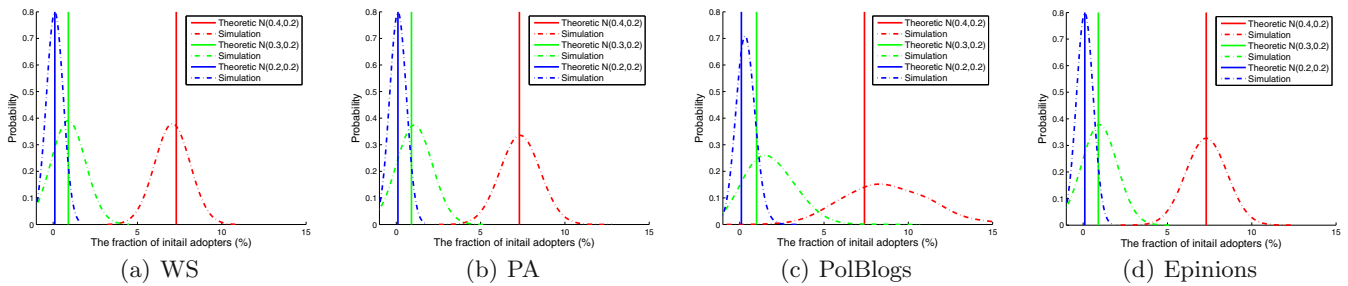 0.8
0.7
0.6
0.5
0.4
0.3
0.2
0.1
0
Probability
0 5 10 15
The fraction of initail adopters (%)
Theoretic N(0.4,0.2)
Simulation
Theoretic N(0.3,0.2)
Simulation
Theoretic N(0.2,0.2)
Simulation
(a) WS
0.8
0.7
0.6
0.5
0.4
0.3
0.2
0.1
0
Probability
0 5 10 15
The fraction of initail adopters (%)
Theoretic N(0.4,0.2)
Simulation
Theoretic N(0.3,0.2)
Simulation
Theoretic N(0.2,0.2)
Simulation
(b) PA
0.8
0.7
0.6
0.5
0.4
0.3
0.2
0.1
0
Probability
0 5 10 15
The fraction of initail adopters (%)
Theoretic N(0.4,0.2)
Simulation
Theoretic N(0.3,0.2)
Simulation
Theoretic N(0.2,0.2)
Simulation
(c) PolBlogs
0.8
0.7
0.6
0.5
0.4
0.3
0.2
0.1
0
Probability
0 5 10 15
The fraction of initail adopters (%)
Theoretic N(0.4,0.2)
Simulation
Theoretic N(0.3,0.2)
Simulation
Theoretic N(0.2,0.2)
Simulation
(d) Epinions